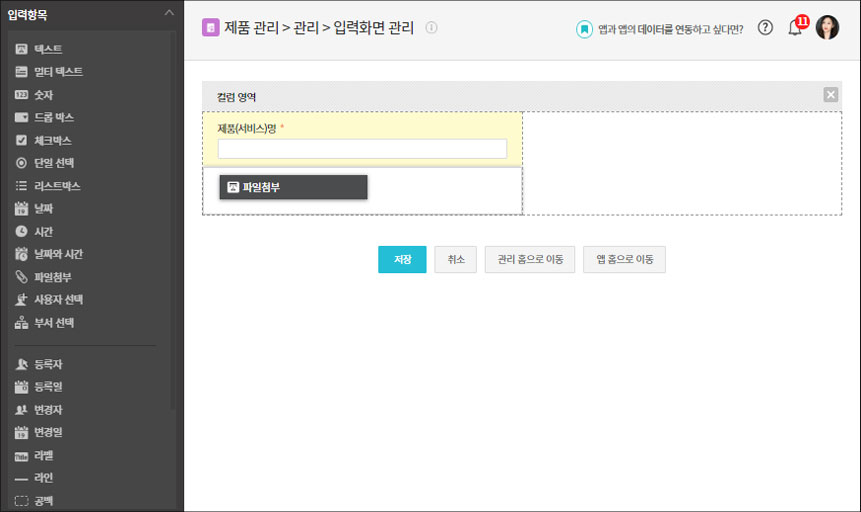 입력항목
텍스트
멀티 텍스트
123 숫자
드롭 박스
체크박스
단일 선택
리스트박스
19 날짜
시간
날짜와 시간
파일첨부
사용자 선택
부서 선택
등록자
등록일
변경자
19 변경일
Title 라벨
라인
공백
제품 관리 > 관리 > 입력화면 관리
앱과 앱의 데이터를 연동하고 싶다면?
11
컬럼 영역
제품(서비스)명 *
파일첨부
저장 취소 관리 홈으로 이동 앱 홈으로 이동